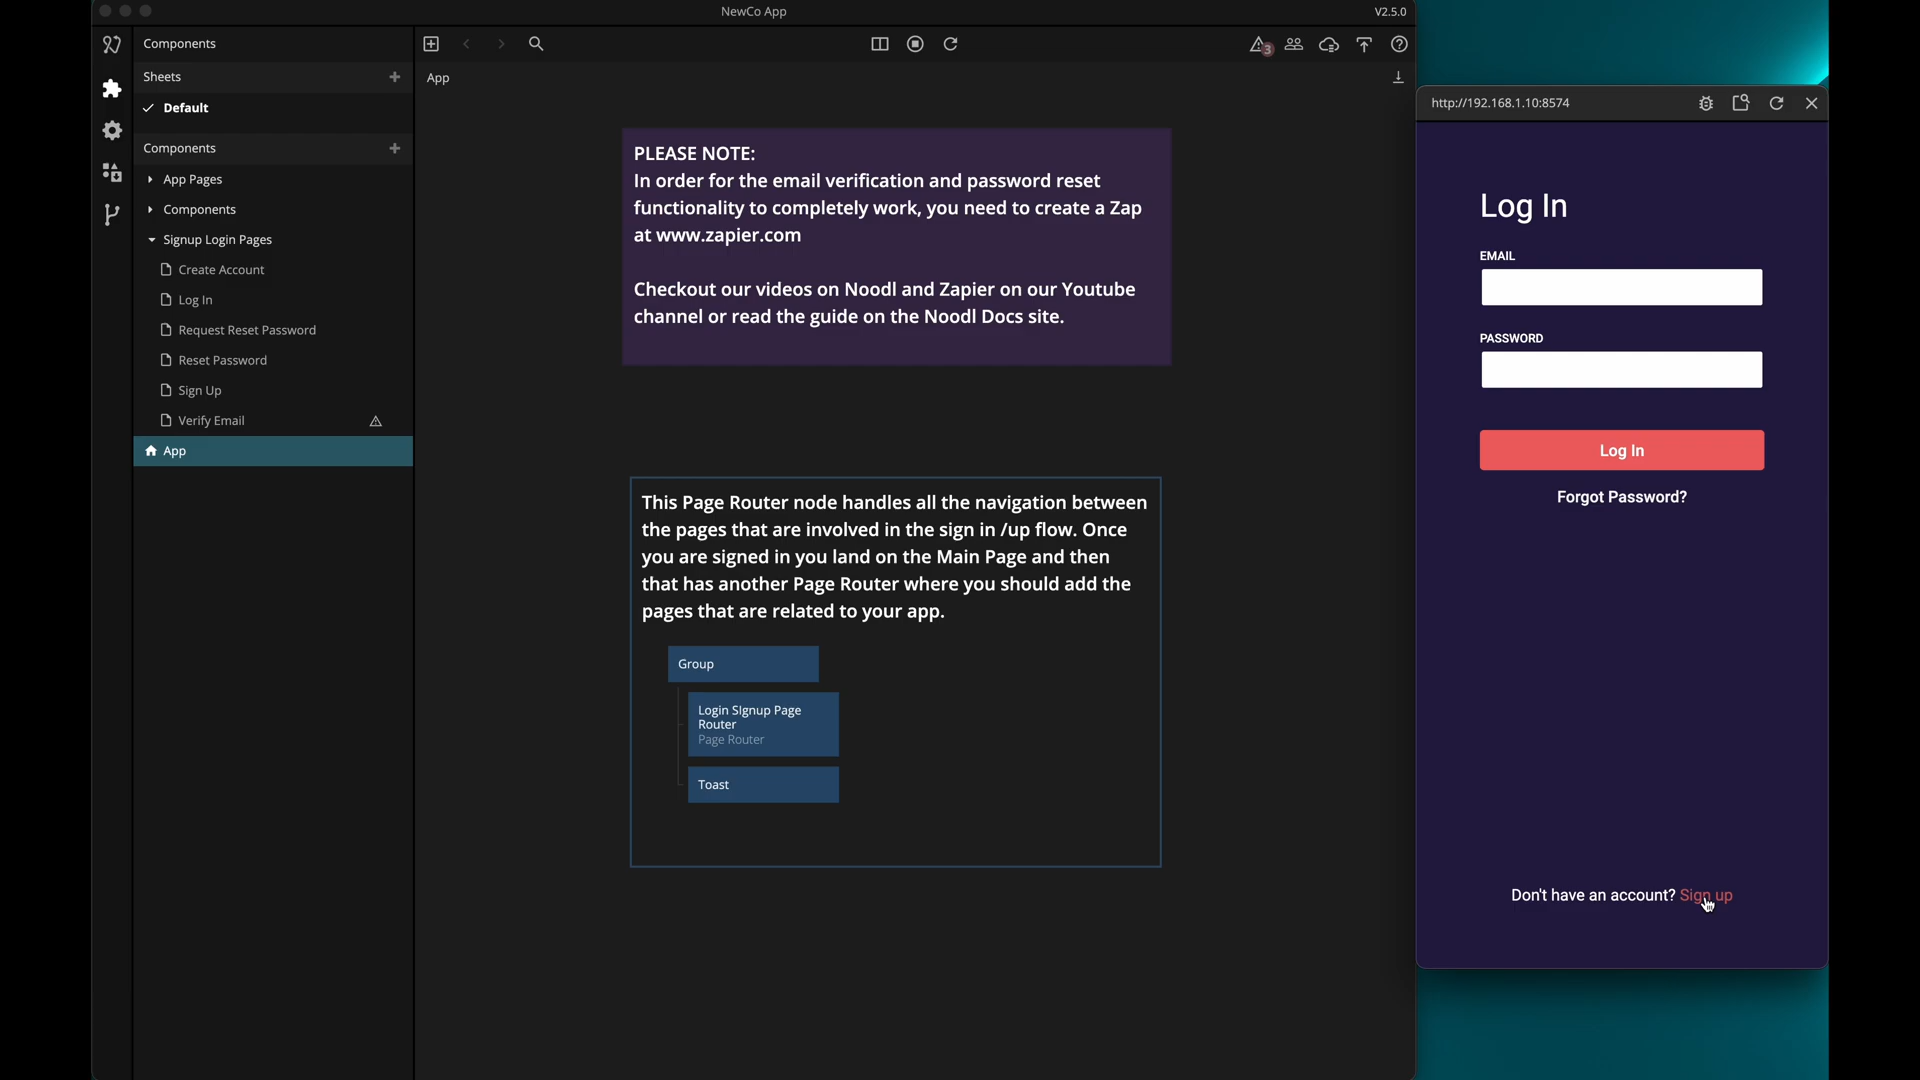 NewCo App
V2.5.0
Components
Sheets
Default
Components
App Pages
Components
Signup Login Pages
Create Account
Log In
Request Reset Password
Reset Password
Sign Up
Verify Email
App
3
App
PLEASE NOTE:
In order for the email verification and password reset
functionality to completely work, you need to create a Zap
at www.zapier.com
Checkout our videos on Noodl and Zapier on our Youtube
channel or read the guide on the Noodl Docs site.
This Page Router node handles all the navigation between
the pages that are involved in the sign in /up flow. Once
you are signed in you land on the Main Page and then
that has another Page Router where you should add the
pages that are related to your app.
Group
Login SIgnup Page
Router
Page Router
Toast
http://192.168.1.10:8574
Log In
EMAIL
PASSWORD
Log In
Forgot Password?
Don't have an account? Sign up